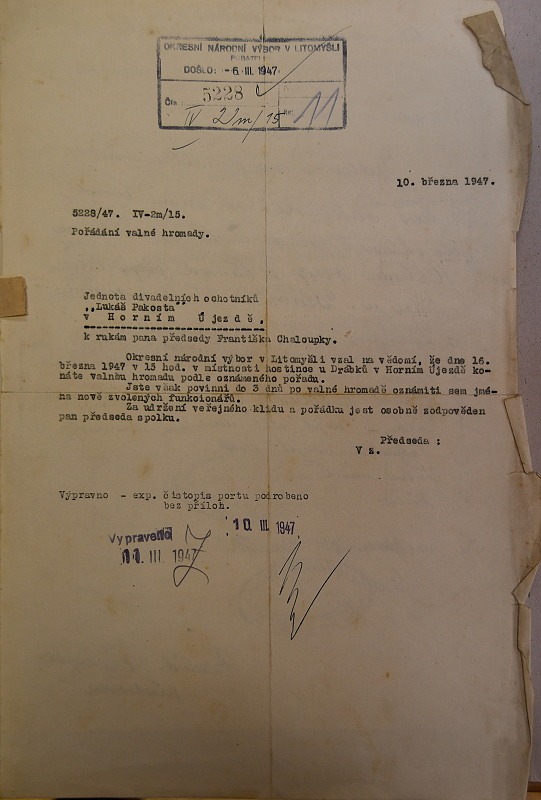 OKRESNÍ NÁRODNÍ VÝBOR V LITOMYŠLI
DOŠLO: -6. III. 1947
5228
IV 2m/15
11
10. března 1947.
5228/47. IV-2m/15.
Pořádání valné hromady.
Jednota divadelních ochotníků
„Lukáš Pakosta"
v Horním Újezdě,
k rukám pana předsedy Františka Chaloupky.
Okresní národní výbor v Litomyšli vzal na vědomí, že dne 16.
března 1947 v 15 hod. v místnosti hostince u Drábků v Horním Újezdě ko-
náte valnou hromadu podle oznámeného pořadu.
Jste však povinni do 3 dnů po valné hromadě oznámiti sem jmé-
na nově zvolených funkcionářů.
Za udržení veřejného klidu a pořádku jest osobně zodpověden
pan předseda spolku.
Předseda :
V z.
Výpravno - exp. čistopis portu podrobeno
bez příloh.
10. III. 1947
Vypraveno
11. III. 1947